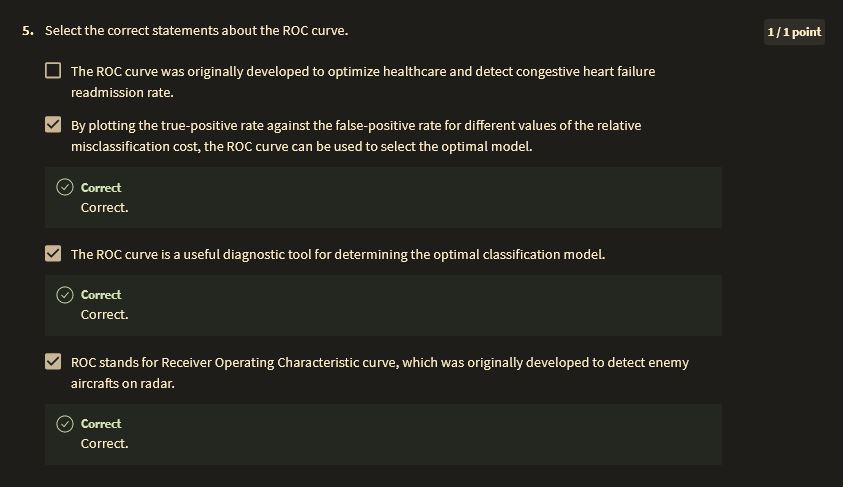 5. Select the correct statements about the ROC curve.
1 / 1 point
The ROC curve was originally developed to optimize healthcare and detect congestive heart failure
readmission rate.
By plotting the true-positive rate against the false-positive rate for different values of the relative
misclassification cost, the ROC curve can be used to select the optimal model.
Correct
Correct.
The ROC curve is a useful diagnostic tool for determining the optimal classification model.
Correct
Correct.
ROC stands for Receiver Operating Characteristic curve, which was originally developed to detect enemy
aircrafts on radar.
Correct
Correct.